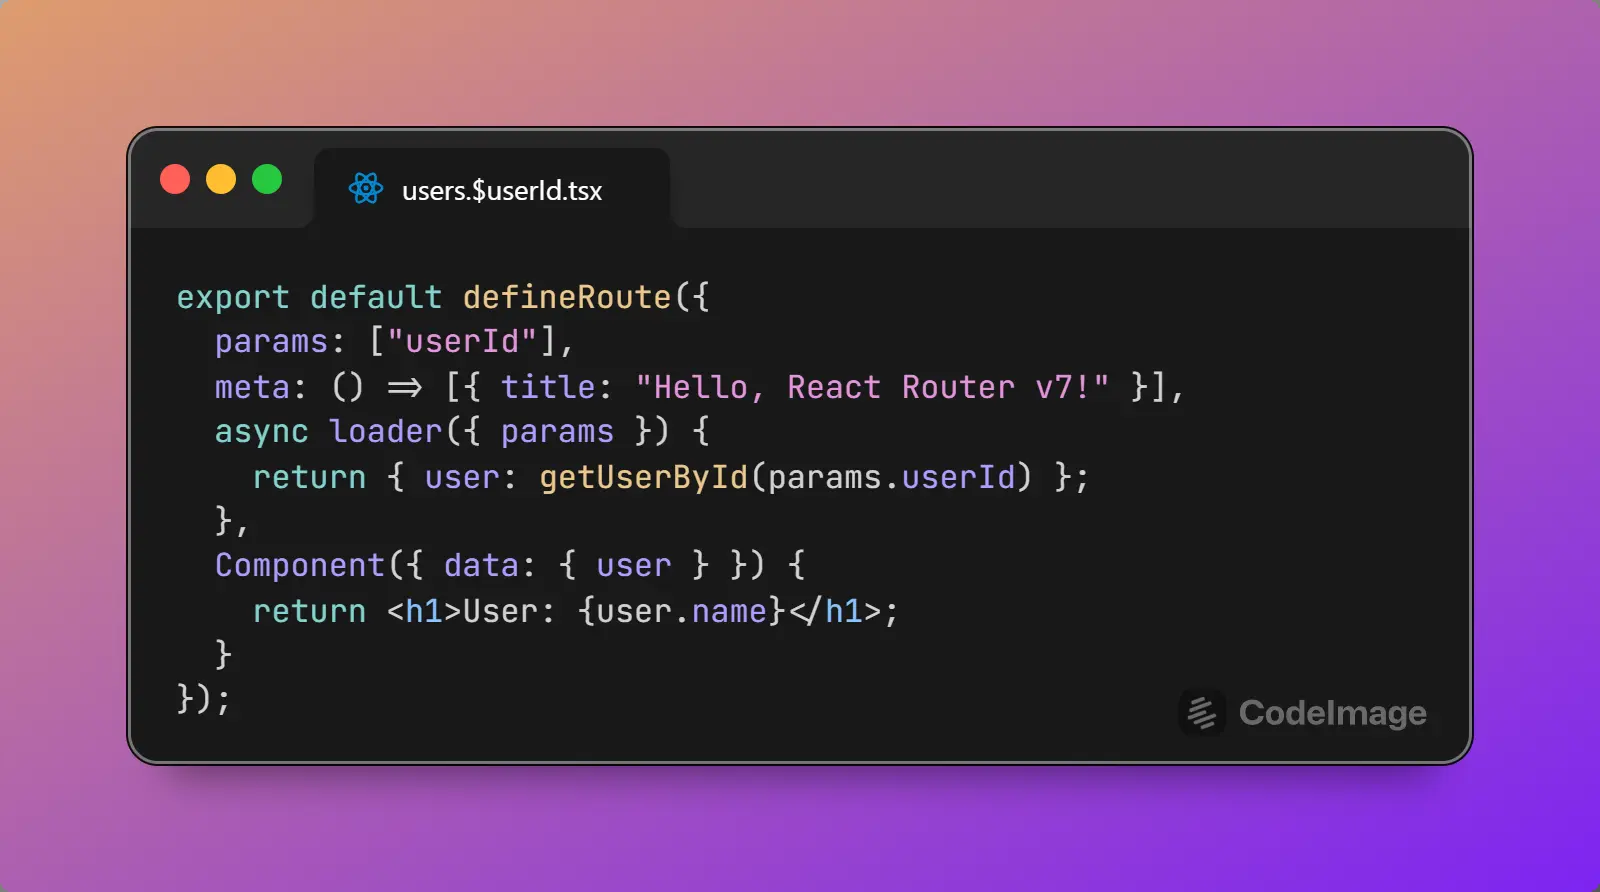 users.$userId.tsx
export default defineRoute({
  params: ["userId"],
  meta: () => [{ title: "Hello, React Router v7!" }],
  async loader({ params }) {
    return { user: getUserById(params.userId) };
  },
  Component({ data: { user } }) {
    return <h1>User: {user.name}</h1>;
  }
});
CodeImage